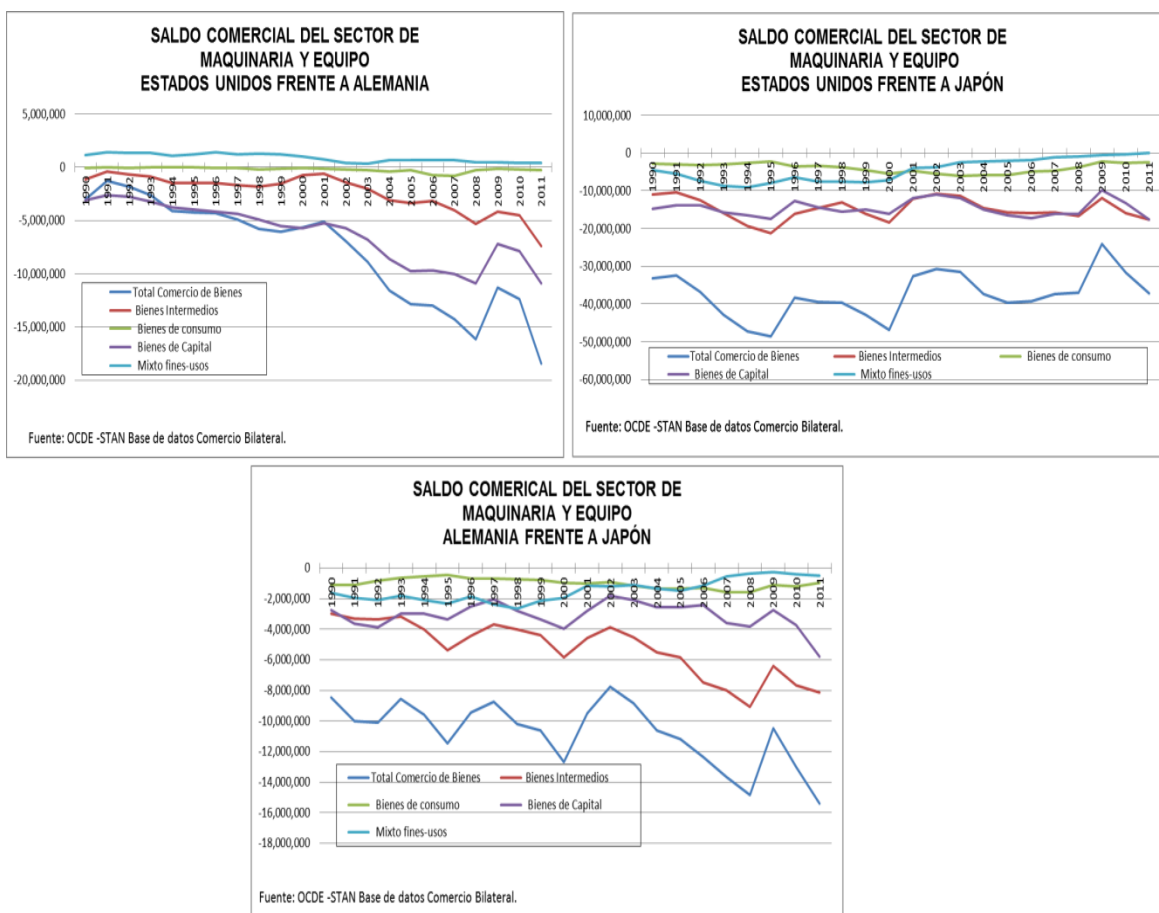 SALDO COMERCIAL DEL SECTOR DE
MAQUINARIA Y EQUIPO
ESTADOS UNIDOS FRENTE A ALEMANIA
5,000,000
0
-5,000,000
-10,000,000
-15,000,000
-20,000,000
1990 1991 1992 1993 1994 1995 1996 1997 1998 1999 2000 2001 2002 2003 2004 2005 2006 2007 2008 2009 2010 2011
Total Comercio de Bienes
Bienes Intermedios
Bienes de consumo
Bienes de Capital
Mixto fines-usos
Fuente: OCDE -STAN Base de datos Comercio Bilateral.
SALDO COMERCIAL DEL SECTOR DE
MAQUINARIA Y EQUIPO
ESTADOS UNIDOS FRENTE A JAPÓN
10,000,000
0
-10,000,000
-20,000,000
-30,000,000
-40,000,000
-50,000,000
-60,000,000
1990 1991 1992 1993 1994 1995 1996 1997 1998 1999 2000 2001 2002 2003 2004 2005 2006 2007 2008 2009 2010 2011
Total Comercio de Bienes Bienes Intermedios Bienes de consumo
Bienes de Capital Mixto fines-usos
Fuente: OCDE -STAN Base de datos Comercio Bilateral.
SALDO COMERICAL DEL SECTOR DE
MAQUINARIA Y EQUIPO
ALEMANIA FRENTE A JAPÓN
0
-2,000,000
-4,000,000
-6,000,000
-8,000,000
-10,000,000
-12,000,000
-14,000,000
-16,000,000
-18,000,000
1990 1991 1992 1993 1994 1995 1996 1997 1998 1999 2000 2001 2002 2003 2004 2005 2006 2007 2008 2009 2010 2011
Total Comercio de Bienes Bienes Intermedios
Bienes de consumo Bienes de Capital
Mixto fines-usos
Fuente: OCDE -STAN Base de datos Comercio Bilateral.